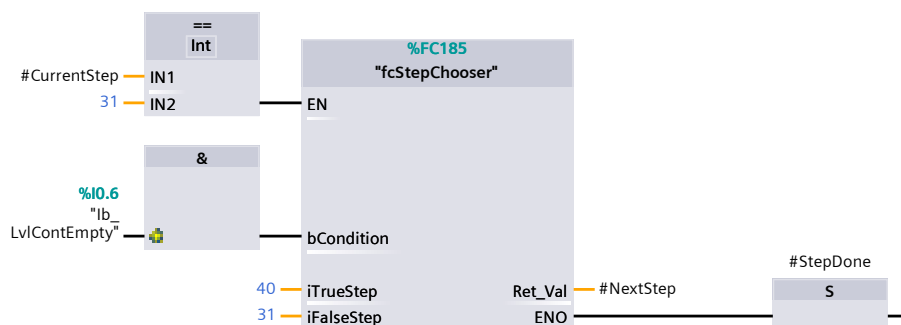 ==
Int
%FC185
"fcStepChooser"
#CurrentStep
IN1
31
IN2
EN
&
%I0.6
"Ib_
LvlContEmpty"
bCondition
#StepDone
40
iTrueStep
Ret_Val
#NextStep
S
31
iFalseStep
ENO